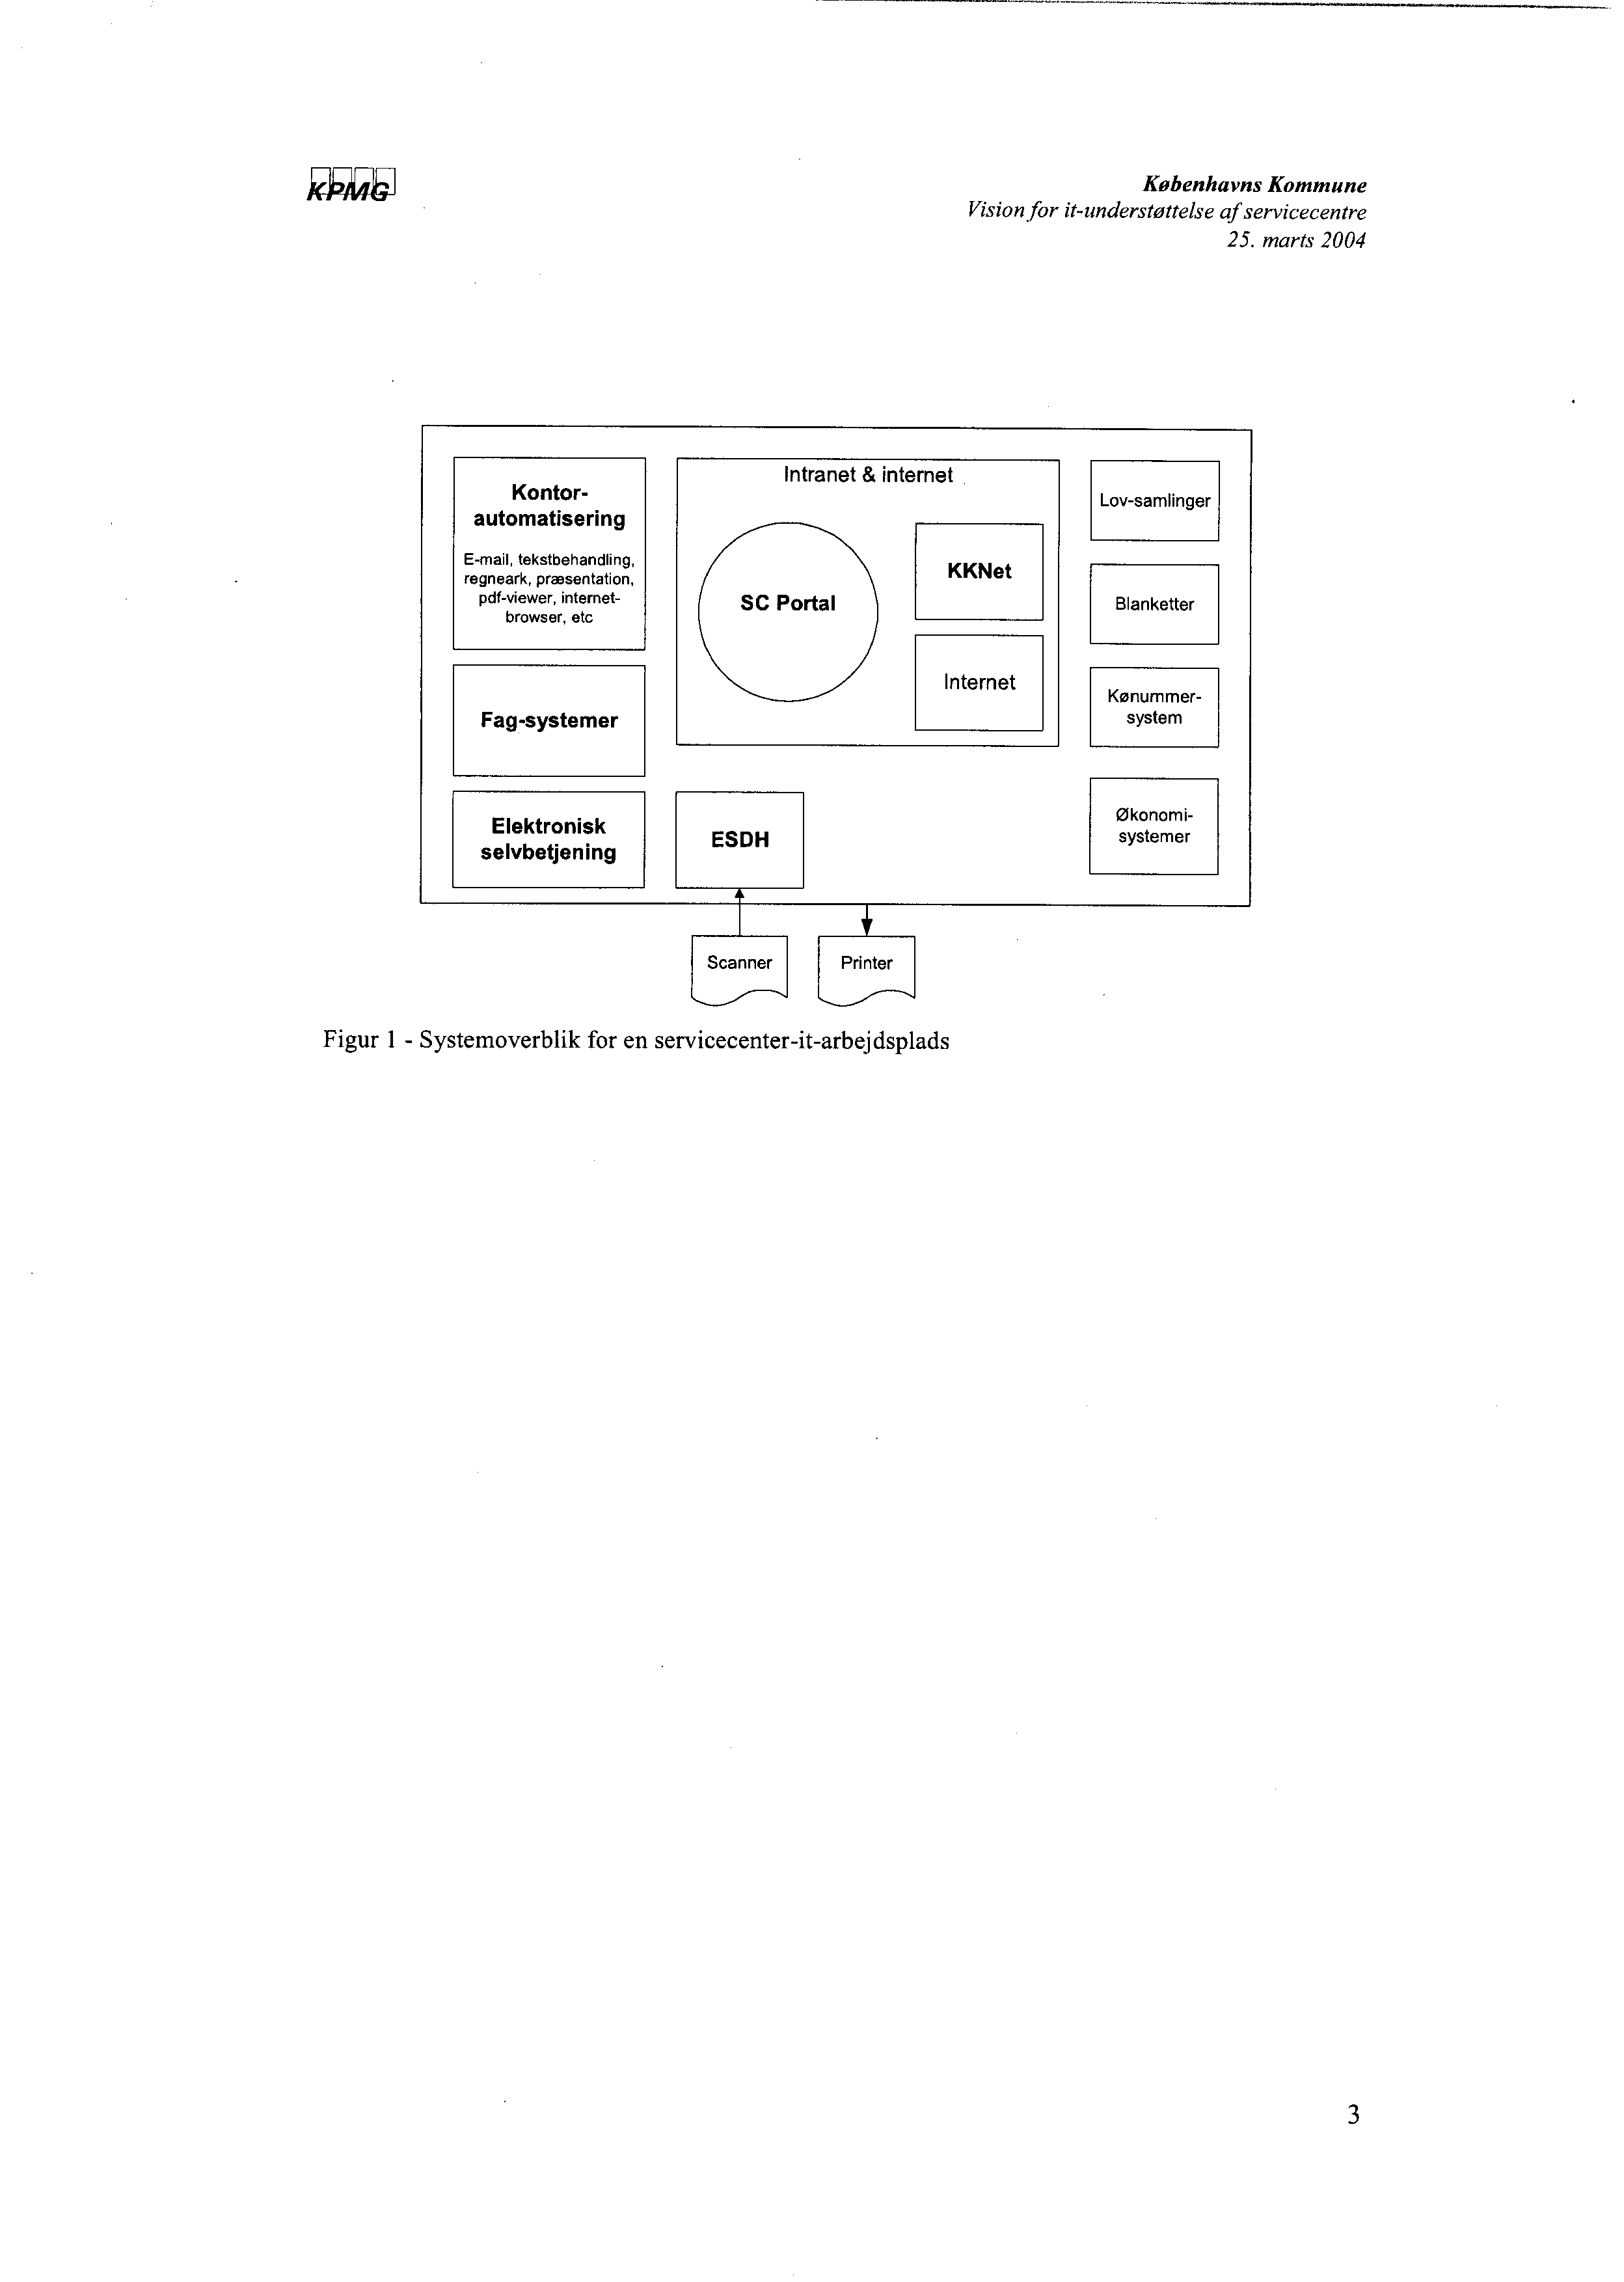 KPMG
Københavns Kommune
Vision for it-understøttelse af servicecentre
25. marts 2004
Kontor-
automatisering
E-mail, tekstbehandling,
regneark, præsentation,
pdf-viewer, internet-
browser, etc
Fag-systemer
Elektronisk
selvbetjening
Intranet & internet
SC Portal
KKNet
Internet
ESDH
Lov-samlinger
Blanketter
Kønummer-
system
Økonomi-
systemer
Scanner
Printer
Figur 1 - Systemoverblik for en servicecenter-it-arbejdsplads
3